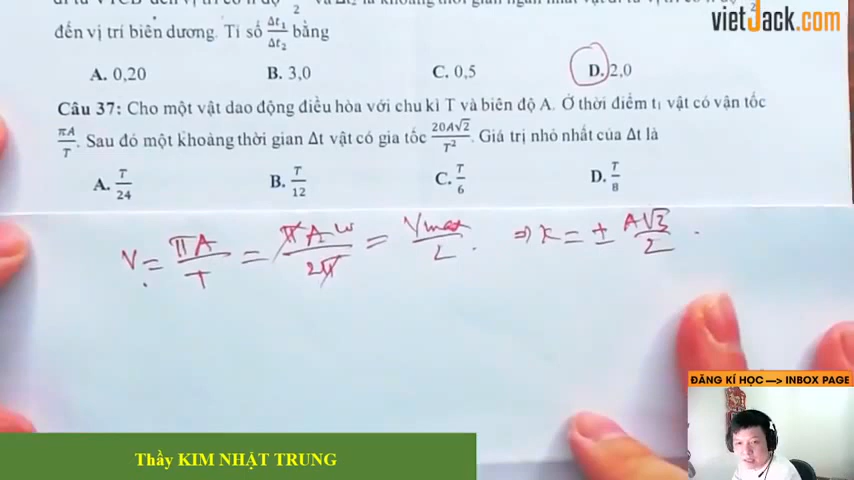 vietJack.com
đến vị trí biên dương. Tỉ số Δt₁/Δt₂ bằng
A. 0,20 B. 3,0 C. 0,5 D. 2,0
Câu 37: Cho một vật dao động điều hòa với chu kì T và biên độ A. Ở thời điểm t₁ vật có vận tốc
πA/T. Sau đó một khoảng thời gian Δt vật có gia tốc 20A√2/T². Giá trị nhỏ nhất của Δt là
A. T/24 B. T/12 C. T/6 D. T/8
V = πA/T = πAω/2π = Vmax/2 ⇒ x = ± A√3/2
ĐĂNG KÍ HỌC —> INBOX PAGE
Thầy KIM NHẬT TRUNG